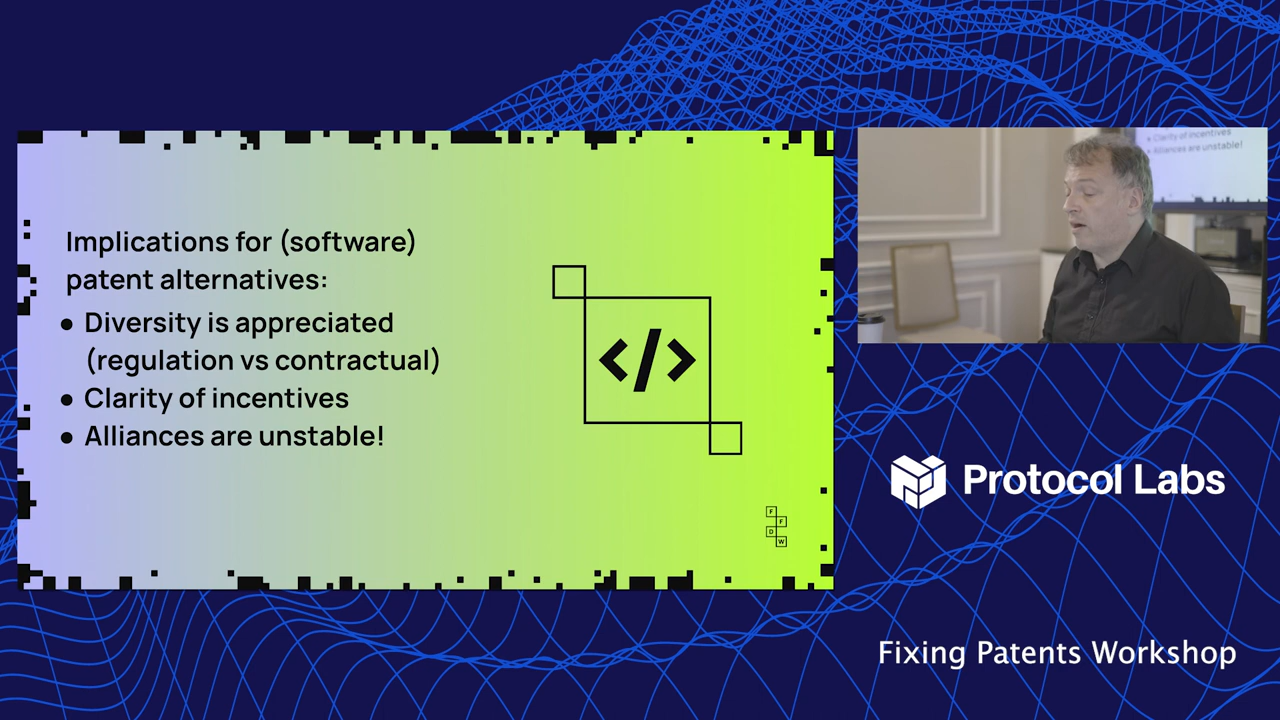 Implications for (software)
patent alternatives:
● Diversity is appreciated
(regulation vs contractual)
● Clarity of incentives
● Alliances are unstable!
</>
F
F
D
W
Clarity of incentives
Alliances are unstable!
Protocol Labs
Fixing Patents Workshop